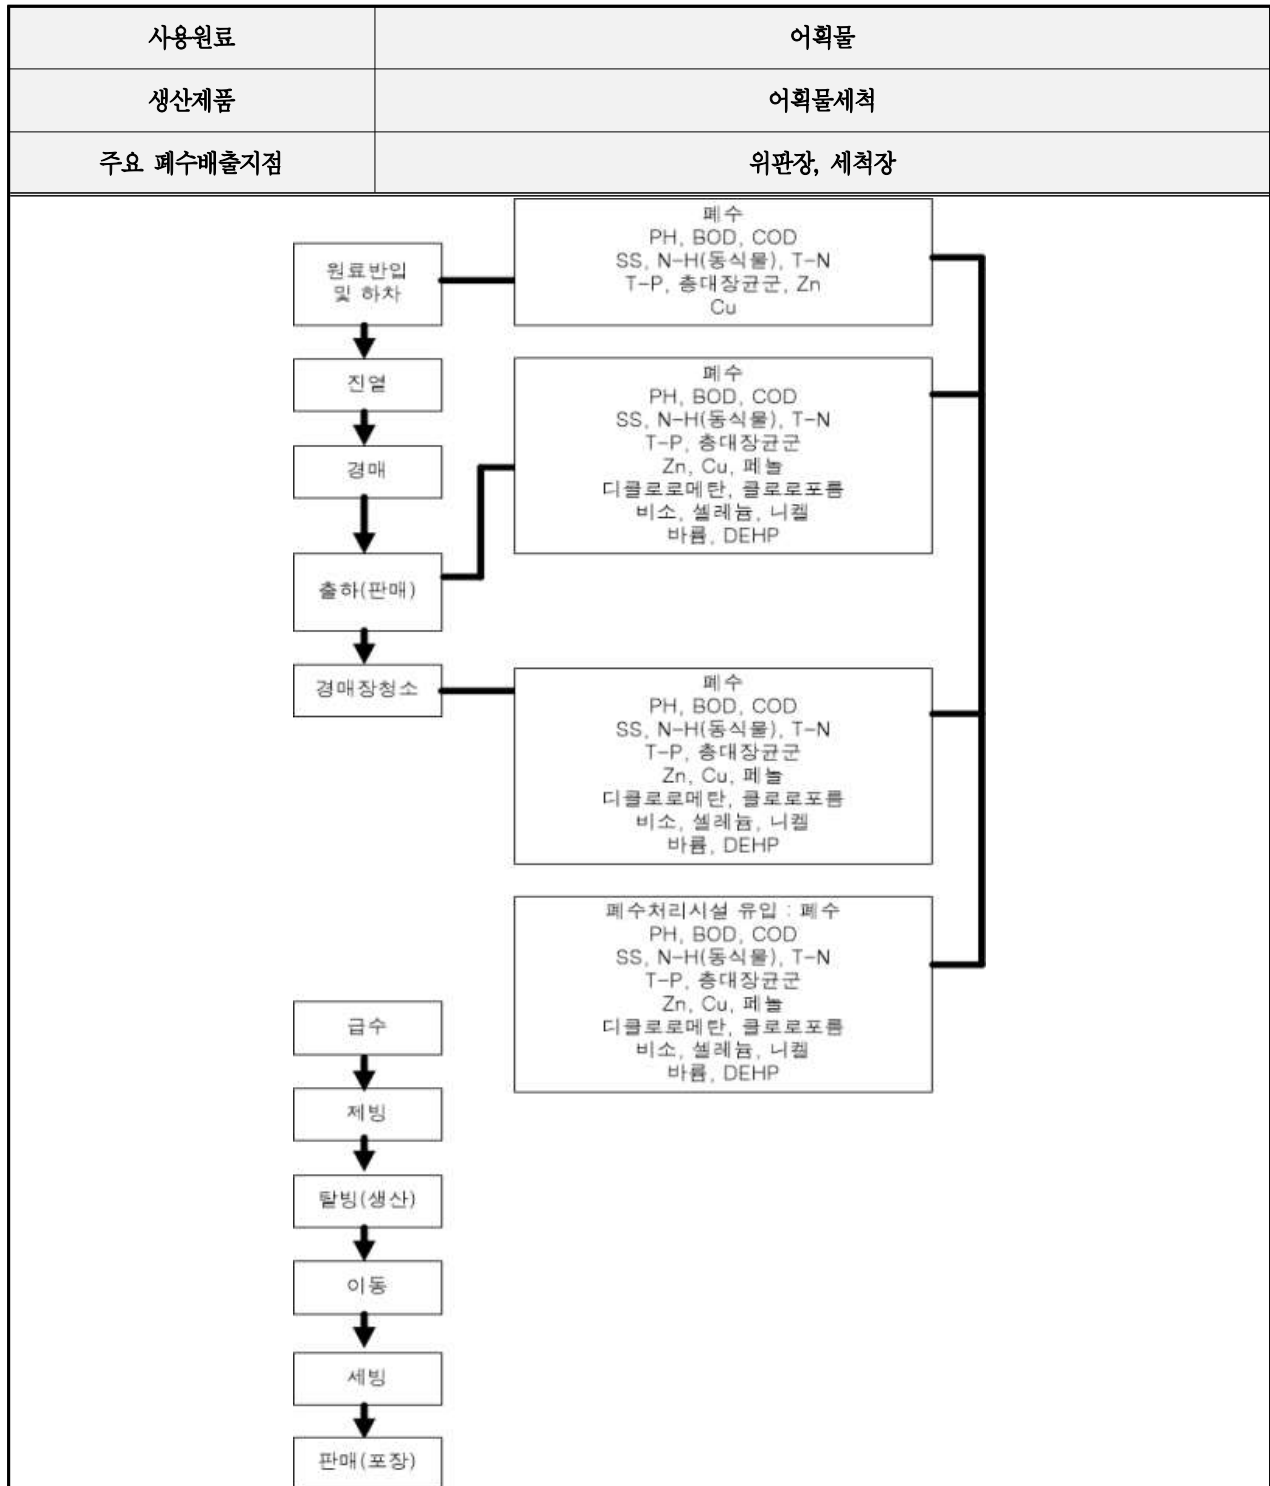 사용원료 어획물
생산제품 어획물세척
주요 폐수배출지점 위판장, 세척장
원료반입
및 하차
폐수
PH, BOD, COD
SS, N-H(동식물), T-N
T-P, 총대장균군, Zn
Cu
진열
경매
출하(판매)
폐수
PH, BOD, COD
SS, N-H(동식물), T-N
T-P, 총대장균군
Zn, Cu, 페놀
디클로로메탄, 클로로포름
비소, 셀레늄, 니켈
바륨, DEHP
경매장청소
폐수
PH, BOD, COD
SS, N-H(동식물), T-N
T-P, 총대장균군
Zn, Cu, 페놀
디클로로메탄, 클로로포름
비소, 셀레늄, 니켈
바륨, DEHP
폐수처리시설 유입 : 폐수
PH, BOD, COD
SS, N-H(동식물), T-N
T-P, 총대장균군
Zn, Cu, 페놀
디클로로메탄, 클로로포름
비소, 셀레늄, 니켈
바륨, DEHP
급수
제빙
탈빙(생산)
이동
세빙
판매(포장)